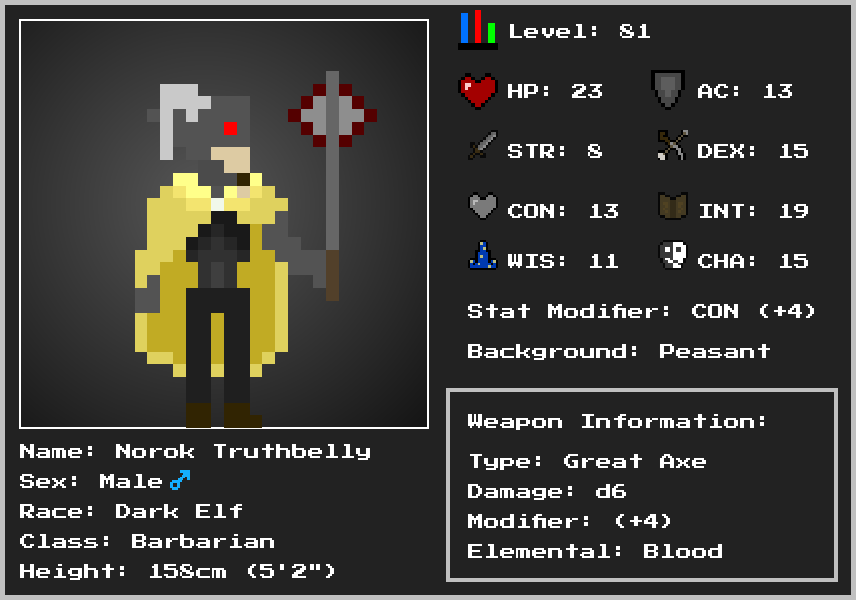 Level: 81
HP: 23 AC: 13
STR: 8 DEX: 15
CON: 13 INT: 19
WIS: 11 CHA: 15
Stat Modifier: CON (+4)
Background: Peasant
Weapon Information:
Type: Great Axe
Damage: d6
Modifier: (+4)
Elemental: Blood
Name: Norok Truthbelly
Sex: Male ♂
Race: Dark Elf
Class: Barbarian
Height: 158cm (5'2")